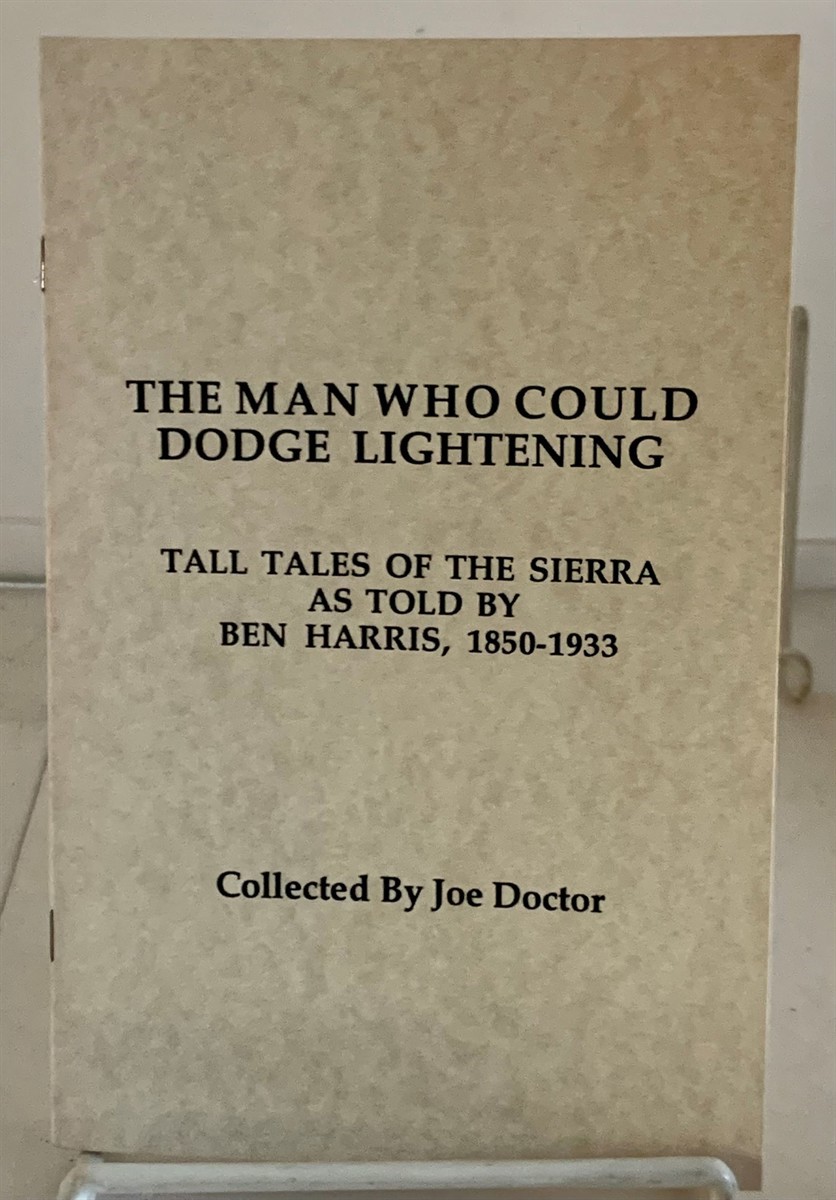 THE MAN WHO COULD
DODGE LIGHTENING
TALL TALES OF THE SIERRA
AS TOLD BY
BEN HARRIS, 1850-1933
Collected By Joe Doctor